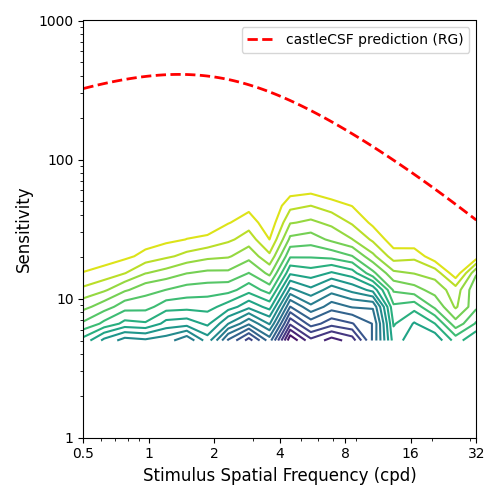 1000
castleCSF prediction (RG)
100
Sensitivity
10
1
0.5 1 2 4 8 16 32
Stimulus Spatial Frequency (cpd)